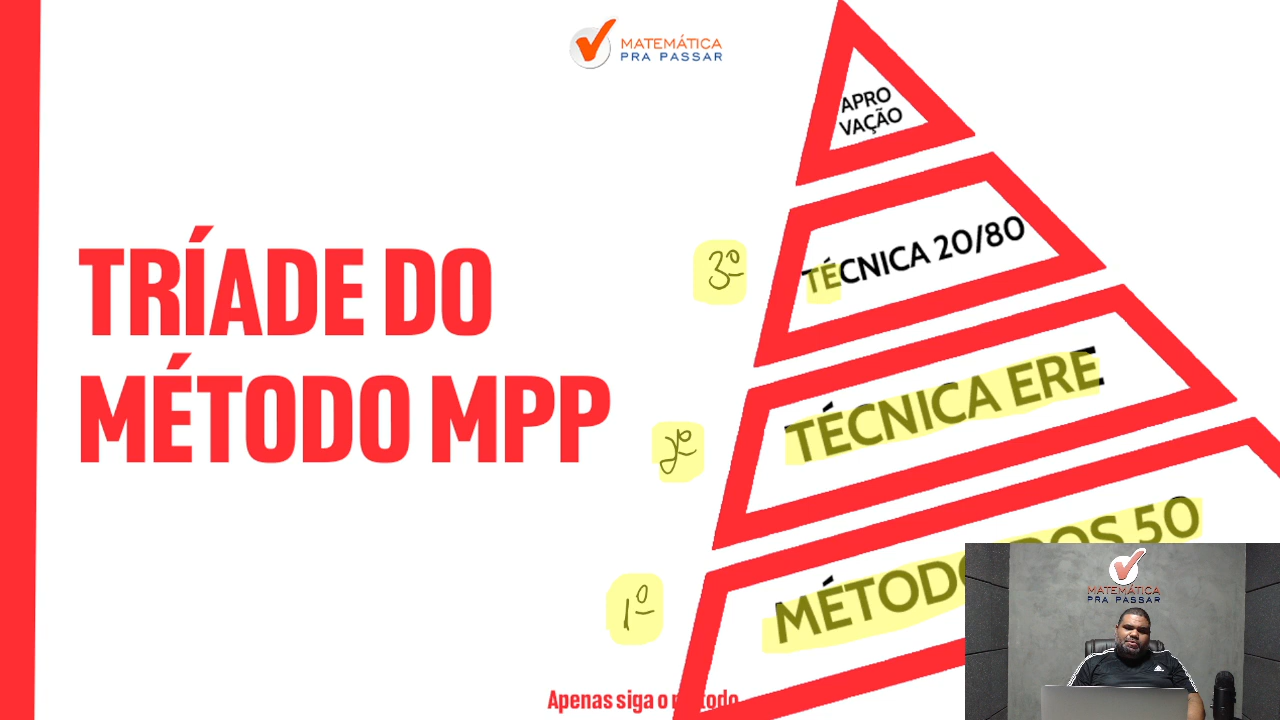 MATEMÁTICA
PRA PASSAR
APRO
VAÇÃO
3º
TÉCNICA 20/80
TRÍADE DO
MÉTODO MPP
2º
TÉCNICA ERE
1º
MÉTODO DOS 50
MATEMÁTICA
PRA PASSAR
Apenas siga o método